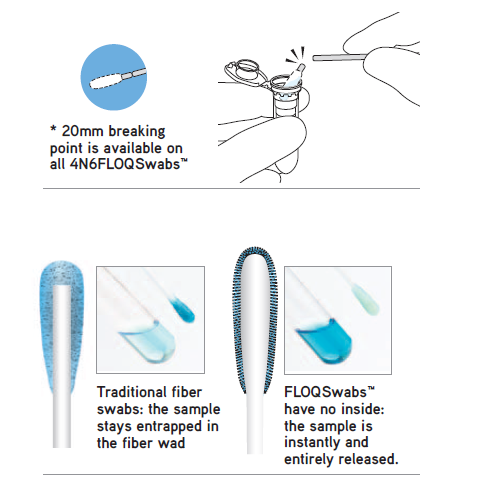 * 20mm breaking
point is available on
all 4N6FLOQSwabs™
Traditional fiber
swabs: the sample
stays entrapped in
the fiber wad
FLOQSwabs™
have no inside:
the sample is
instantly and
entirely released.